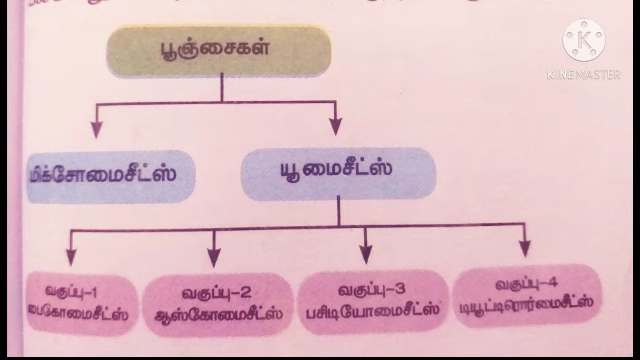 பூஞ்சைகள்
K
KINEMASTER
மிக்சோமைசீட்ஸ்
யூமைசீட்ஸ்
வகுப்பு-1
பைகோமைசீட்ஸ்
வகுப்பு-2
ஆஸ்கோமைசீட்ஸ்
வகுப்பு-3
பசிடியோமைசீட்ஸ்
வகுப்பு-4
டியூட்டிரோர்மைசீட்ஸ்